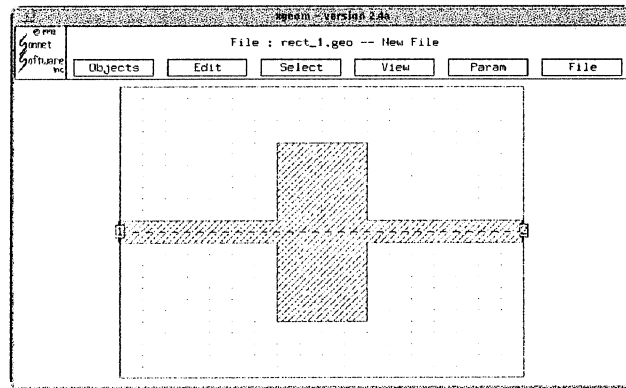 xgeom - version 2.4a
Sonnet
Software
Inc
File : rect_1.geo -- New File
Objects Edit Select View Param File
1 2